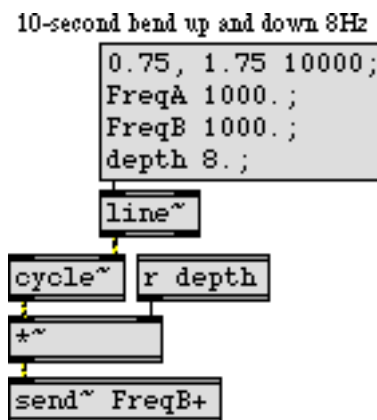 10-second bend up and down 8Hz
0.75, 1.75 10000;
FreqA 1000.;
FreqB 1000.;
depth 8.;
line~
cycle~ r depth
*~
send~ FreqB+